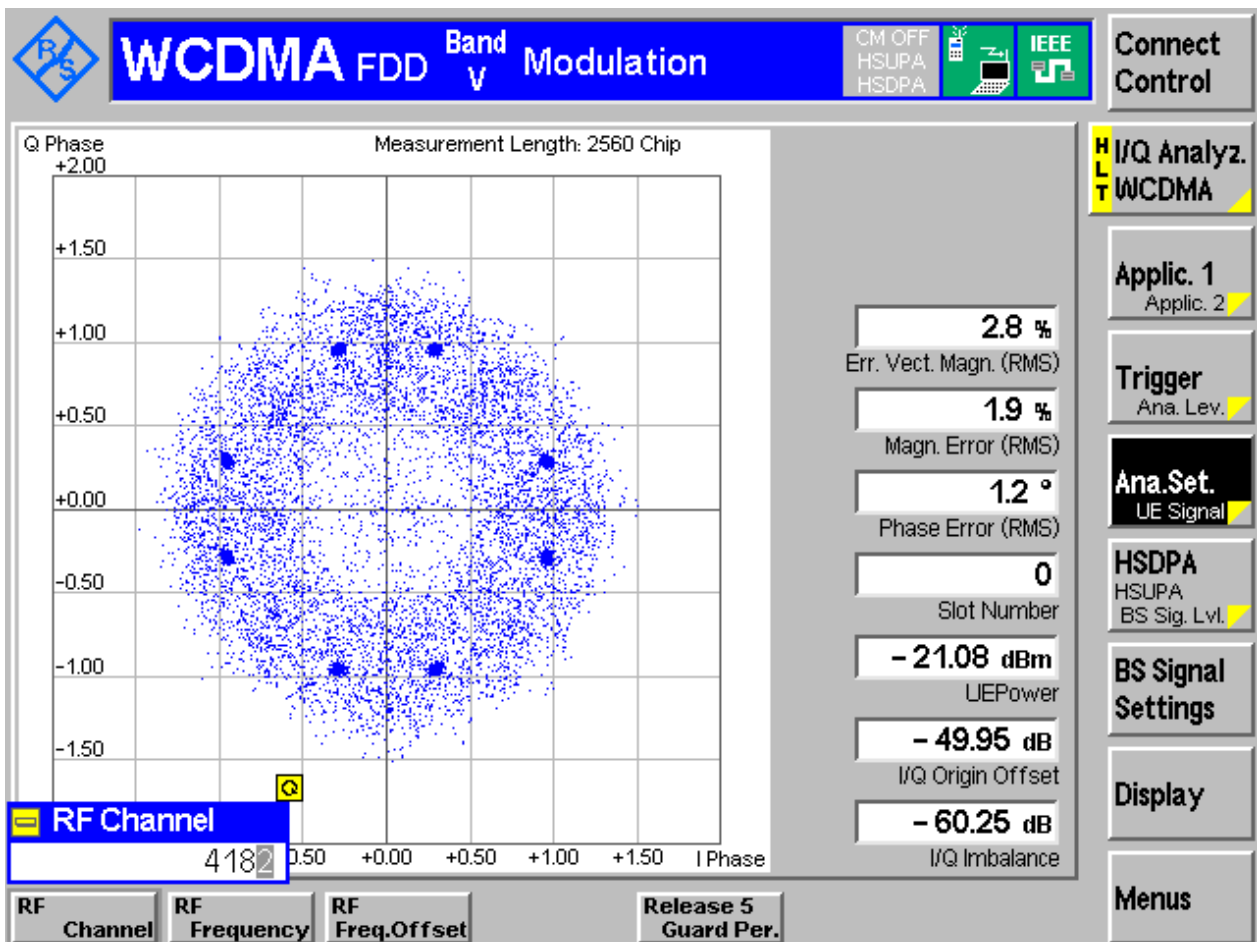 R/S
WCDMA FDD Band V Modulation
CM OFF
HSUPA
HSDPA
IEEE
Connect
Control
Q Phase
Measurement Length: 2560 Chip
+2.00
+1.50
+1.00
+0.50
+0.00
-0.50
-1.00
-1.50
Q
RF Channel
4182
0.50 +0.00 +0.50 +1.00 +1.50 I Phase
2.8 %
Err. Vect. Magn. (RMS)
1.9 %
Magn. Error (RMS)
1.2 °
Phase Error (RMS)
0
Slot Number
- 21.08 dBm
UEPower
- 49.95 dB
I/Q Origin Offset
- 60.25 dB
I/Q Imbalance
HLT
I/Q Analyz.
WCDMA
Applic. 1
Applic. 2
Trigger
Ana. Lev.
Ana.Set.
UE Signal
HSDPA
HSUPA
BS Sig. Lvl.
BS Signal
Settings
Display
Menus
RF
Channel
RF
Frequency
RF
Freq.Offset
Release 5
Guard Per.